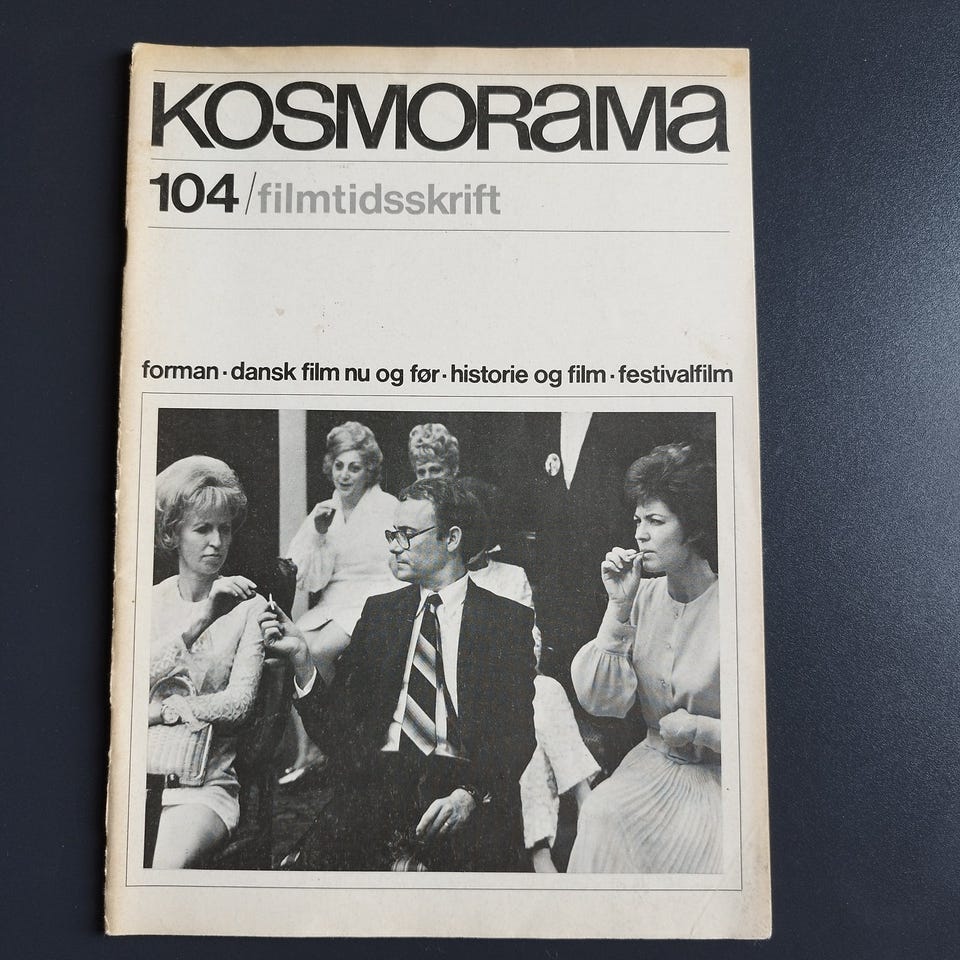 KOSMORama
104/filmtidsskrift
forman · dansk film nu og før · historie og film · festivalfilm